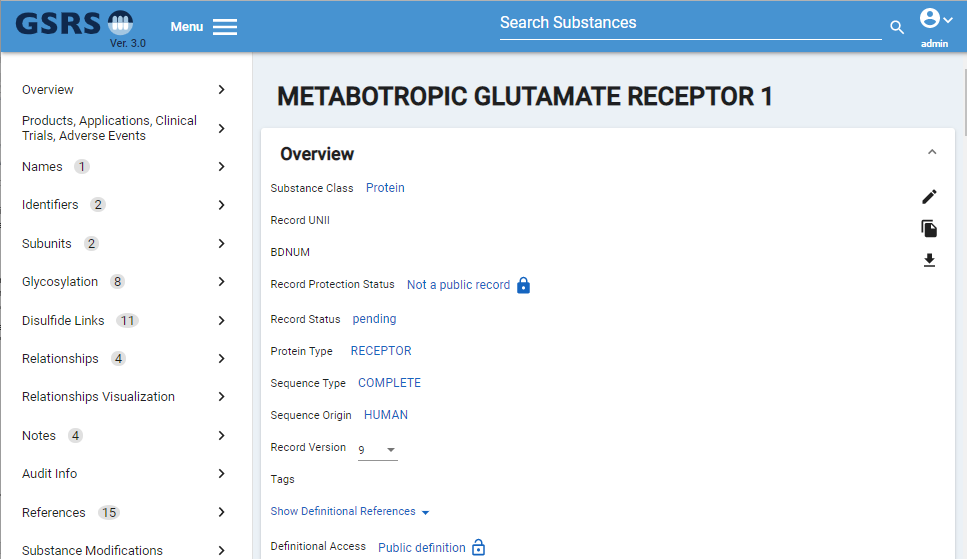 GSRS
Ver. 3.0
Menu
Search Substances
admin
Overview
Products, Applications, Clinical
Trials, Adverse Events
Names 1
Identifiers 2
Subunits 2
Glycosylation 8
Disulfide Links 11
Relationships 4
Relationships Visualization
Notes 4
Audit Info
References 15
Substance Modifications
METABOTROPIC GLUTAMATE RECEPTOR 1
Overview
Substance Class Protein
Record UNII
BDNUM
Record Protection Status Not a public record
Record Status pending
Protein Type RECEPTOR
Sequence Type COMPLETE
Sequence Origin HUMAN
Record Version 9
Tags
Show Definitional References
Definitional Access Public definition